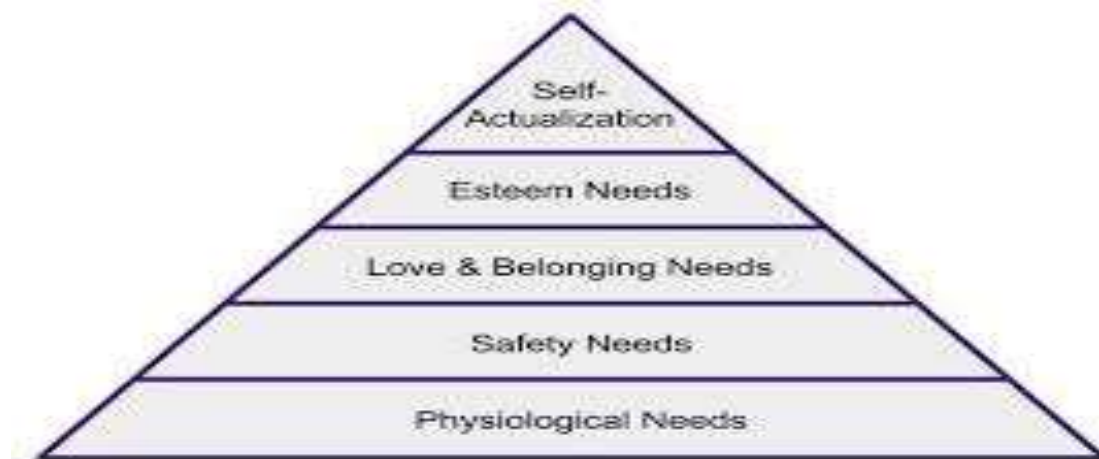 Self-
Actualization
Esteem Needs
Love & Belonging Needs
Safety Needs
Physiological Needs